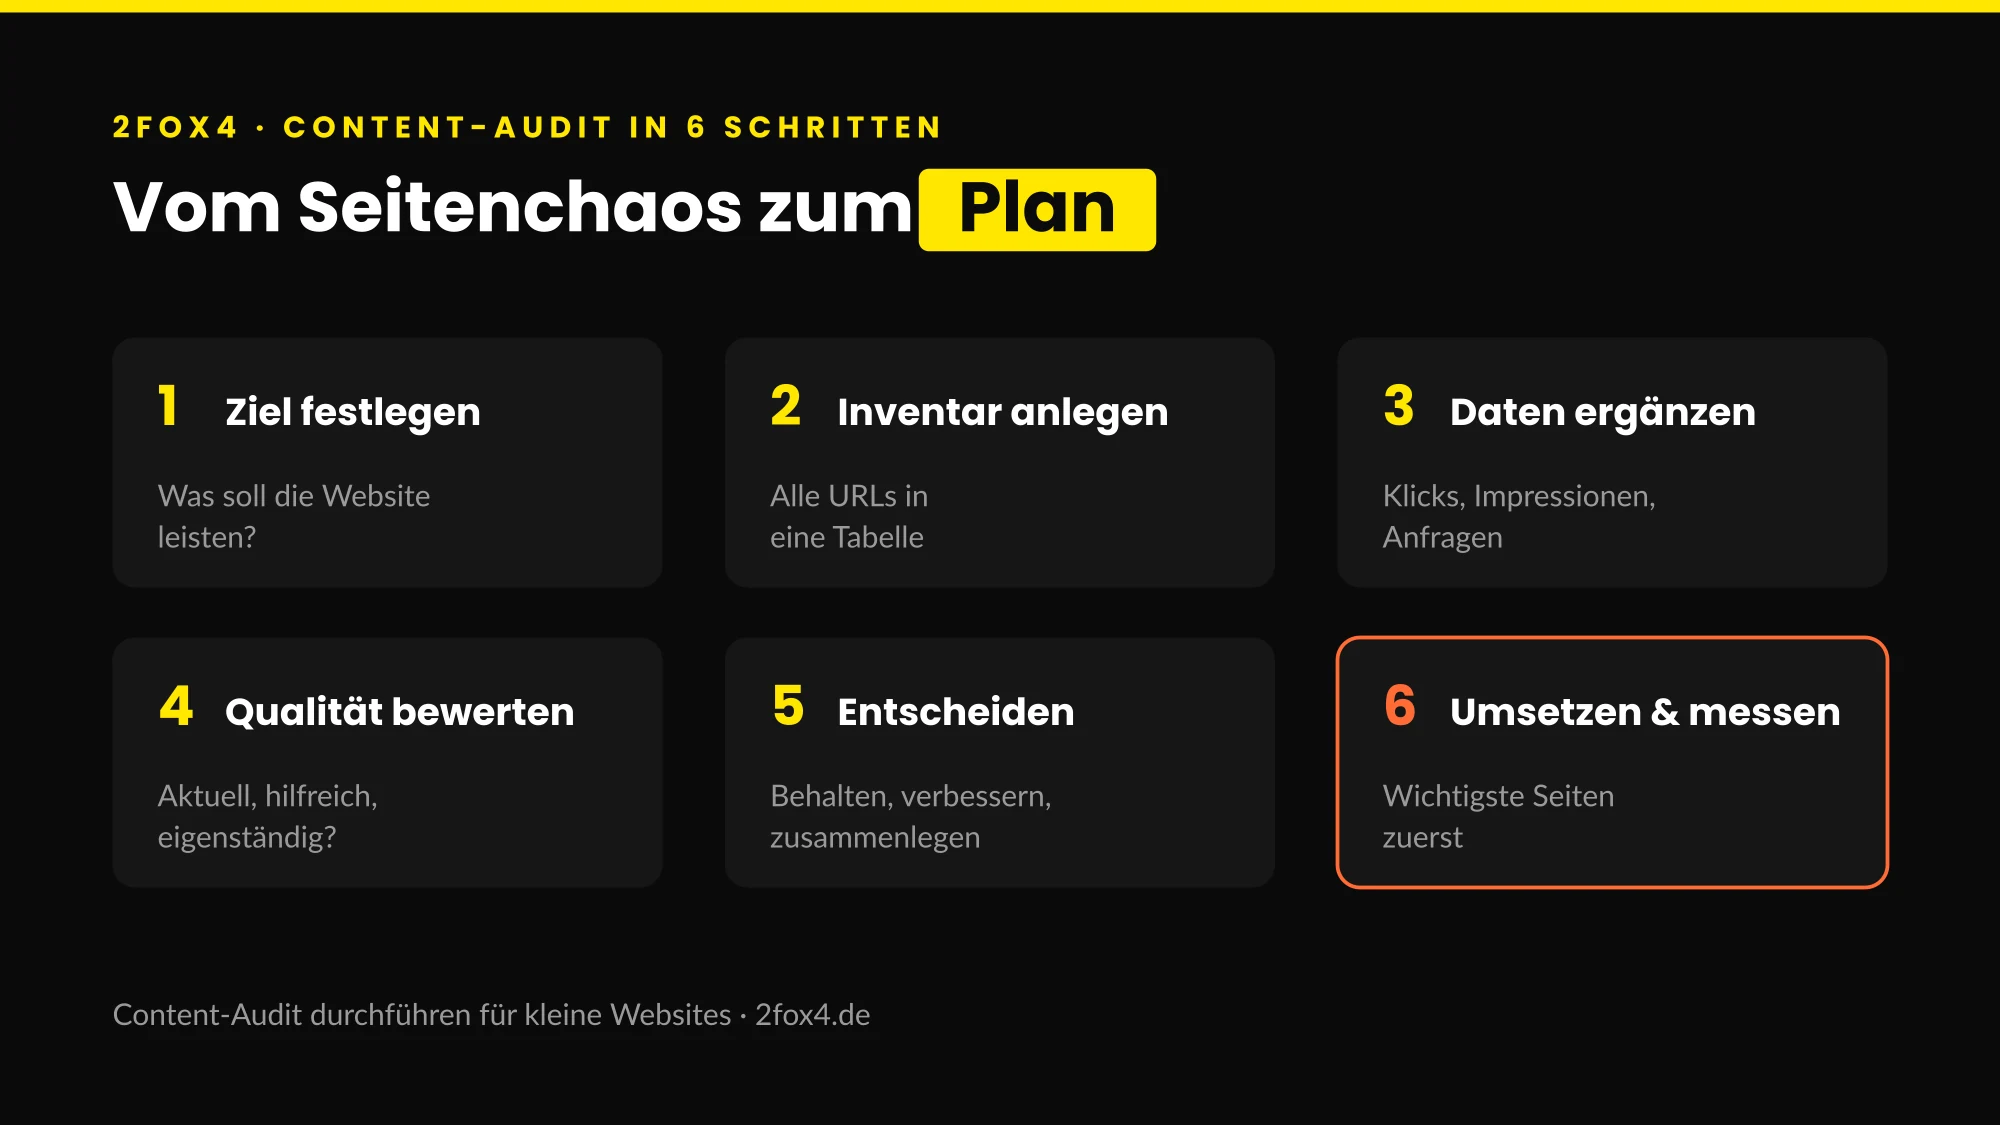 2FOX4 · CONTENT-AUDIT IN 6 SCHRITTEN
Vom Seitenchaos zum Plan
1 Ziel festlegen
Was soll die Website
leisten?
2 Inventar anlegen
Alle URLs in
eine Tabelle
3 Daten ergänzen
Klicks, Impressionen,
Anfragen
4 Qualität bewerten
Aktuell, hilfreich,
eigenständig?
5 Entscheiden
Behalten, verbessern,
zusammenlegen
6 Umsetzen & messen
Wichtigste Seiten
zuerst
Content-Audit durchführen für kleine Websites · 2fox4.de